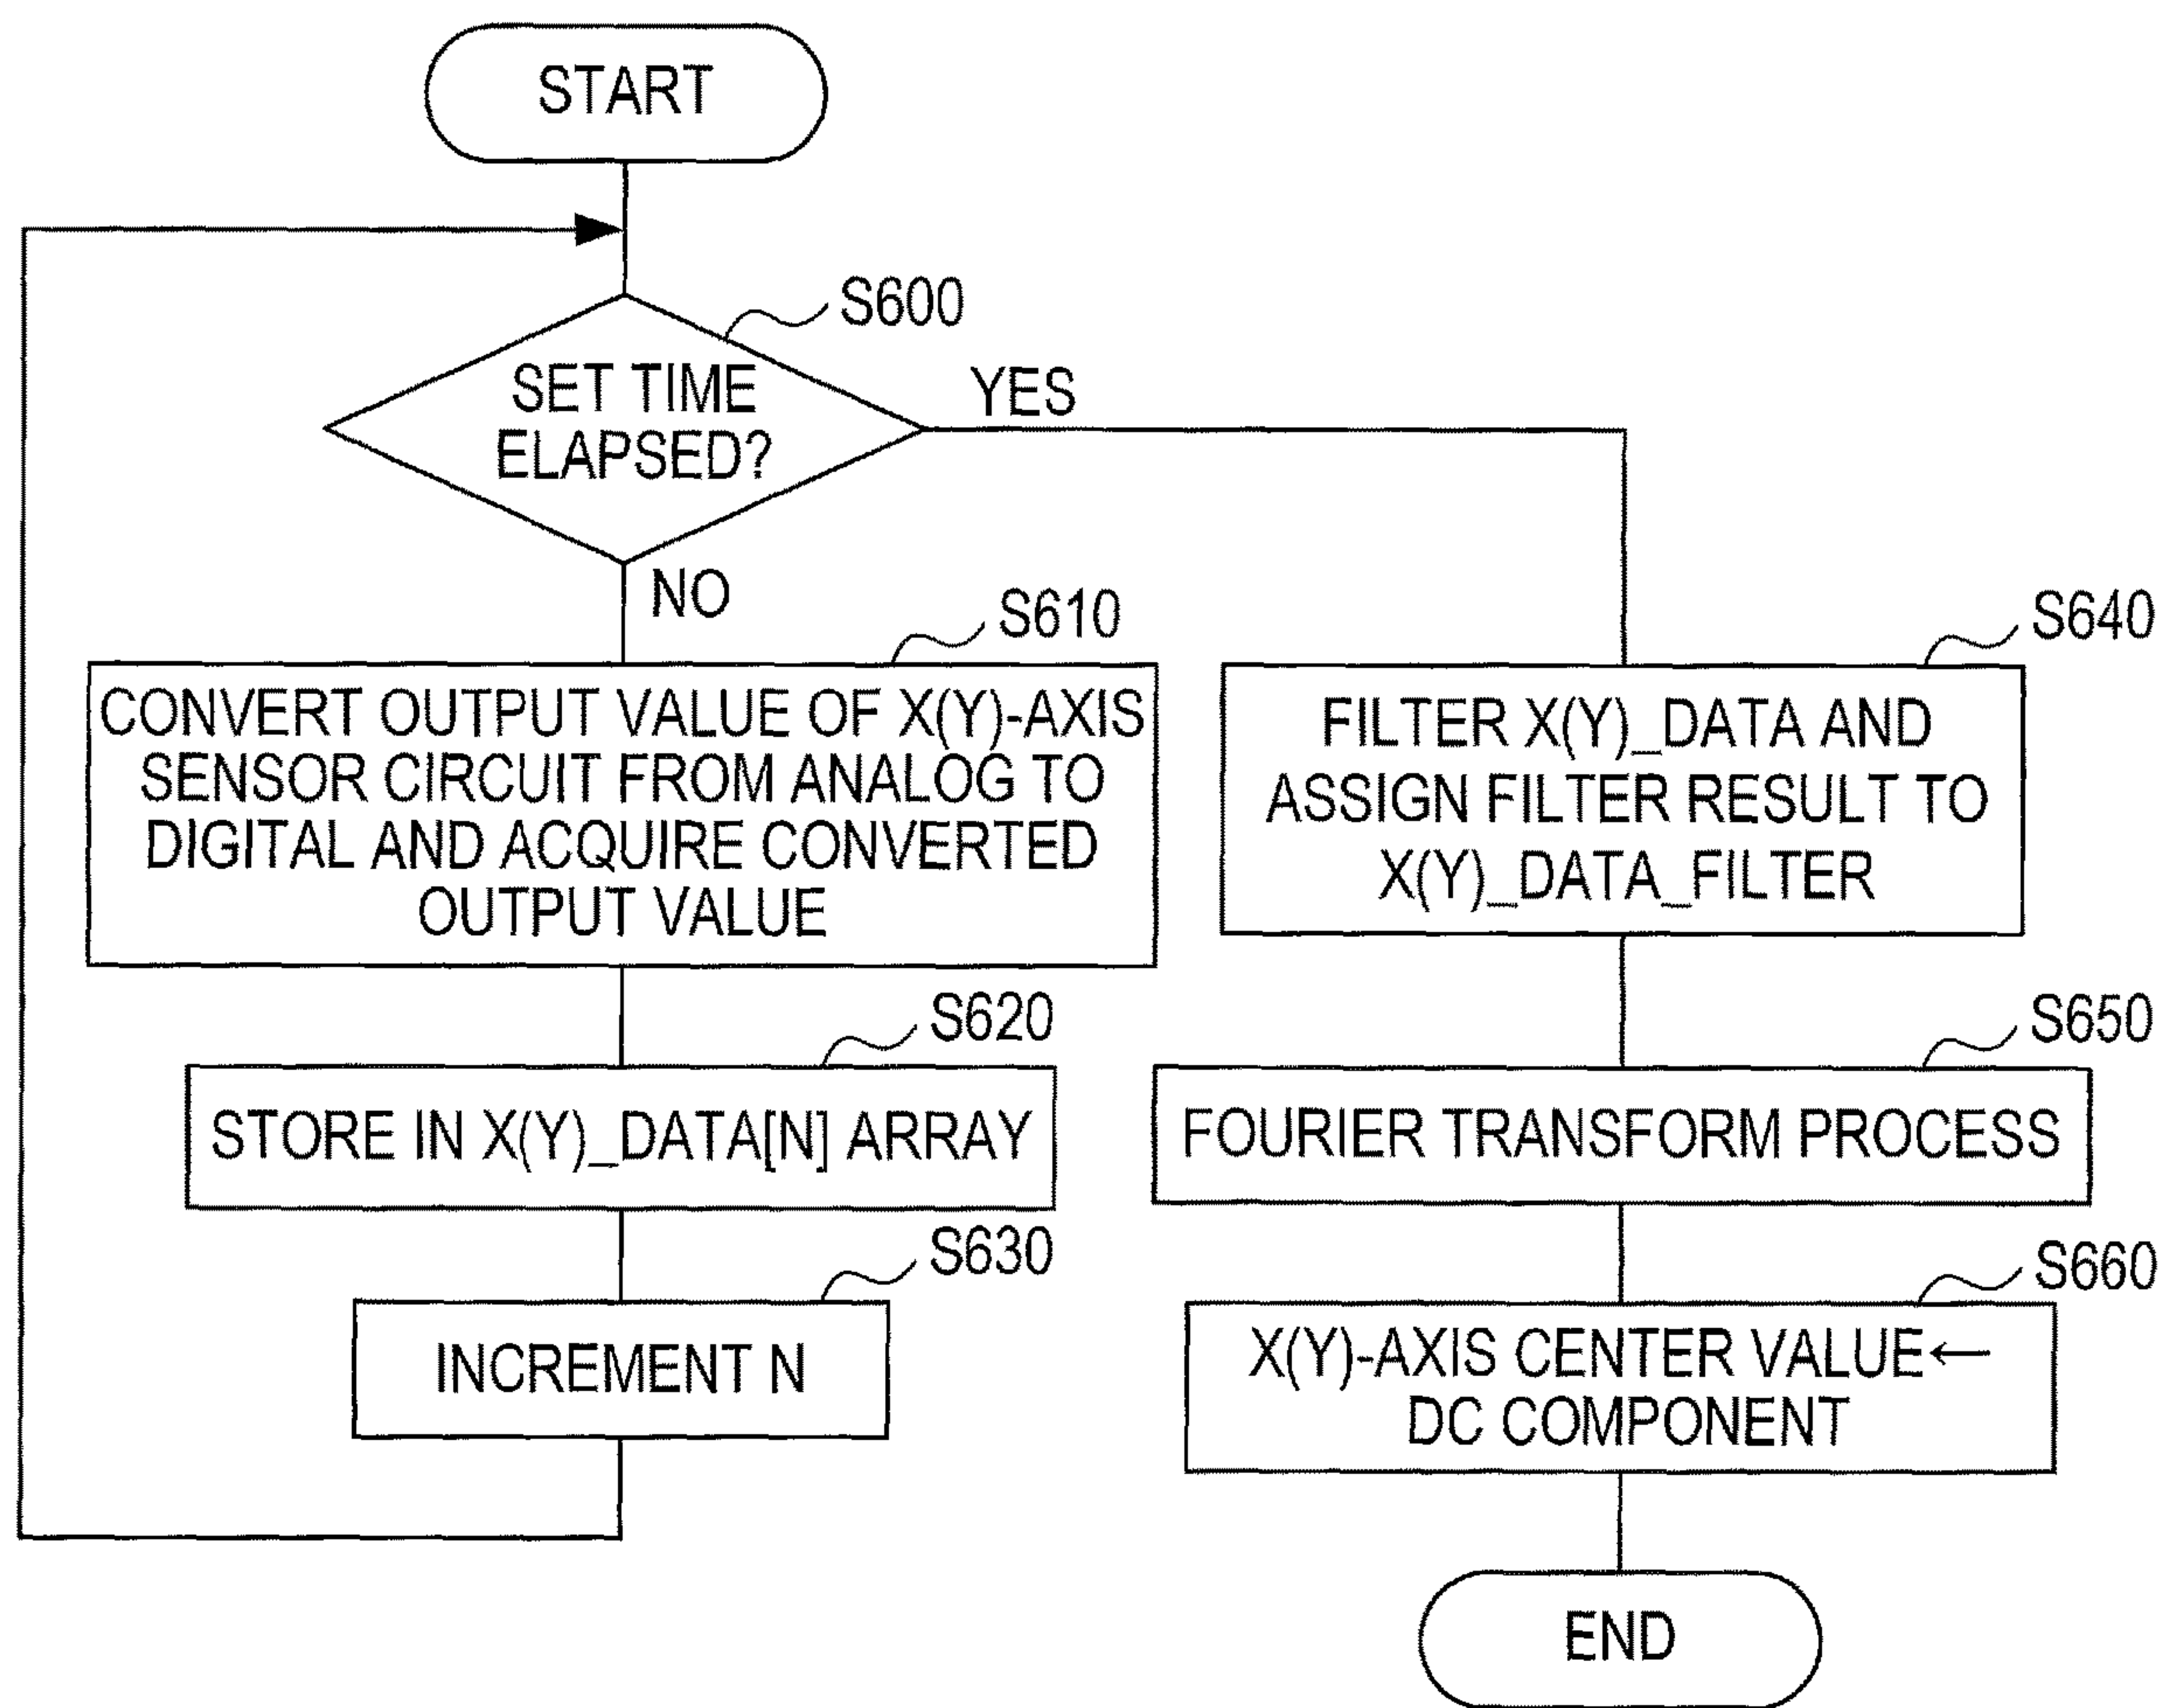 START
S600
SET TIME
ELAPSED?
YES
NO
S610
CONVERT OUTPUT VALUE OF X(Y)-AXIS
SENSOR CIRCUIT FROM ANALOG TO
DIGITAL AND ACQUIRE CONVERTED
OUTPUT VALUE
S620
STORE IN X(Y)_DATA[N] ARRAY
S630
INCREMENT N
S640
FILTER X(Y)_DATA AND
ASSIGN FILTER RESULT TO
X(Y)_DATA_FILTER
S650
FOURIER TRANSFORM PROCESS
S660
X(Y)-AXIS CENTER VALUE←
DC COMPONENT
END